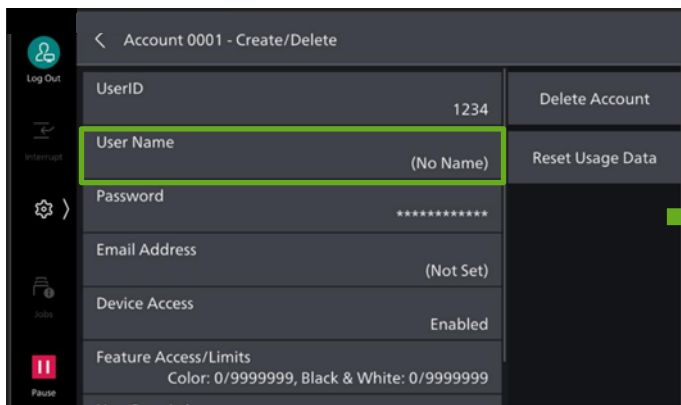 Account 0001 - Create/Delete
Log Out
Interrupt
Jobs
Pause
UserID
1234
User Name
(No Name)
Password
************
Email Address
(Not Set)
Device Access
Enabled
Feature Access/Limits
Color: 0/9999999, Black & White: 0/9999999
Delete Account
Reset Usage Data